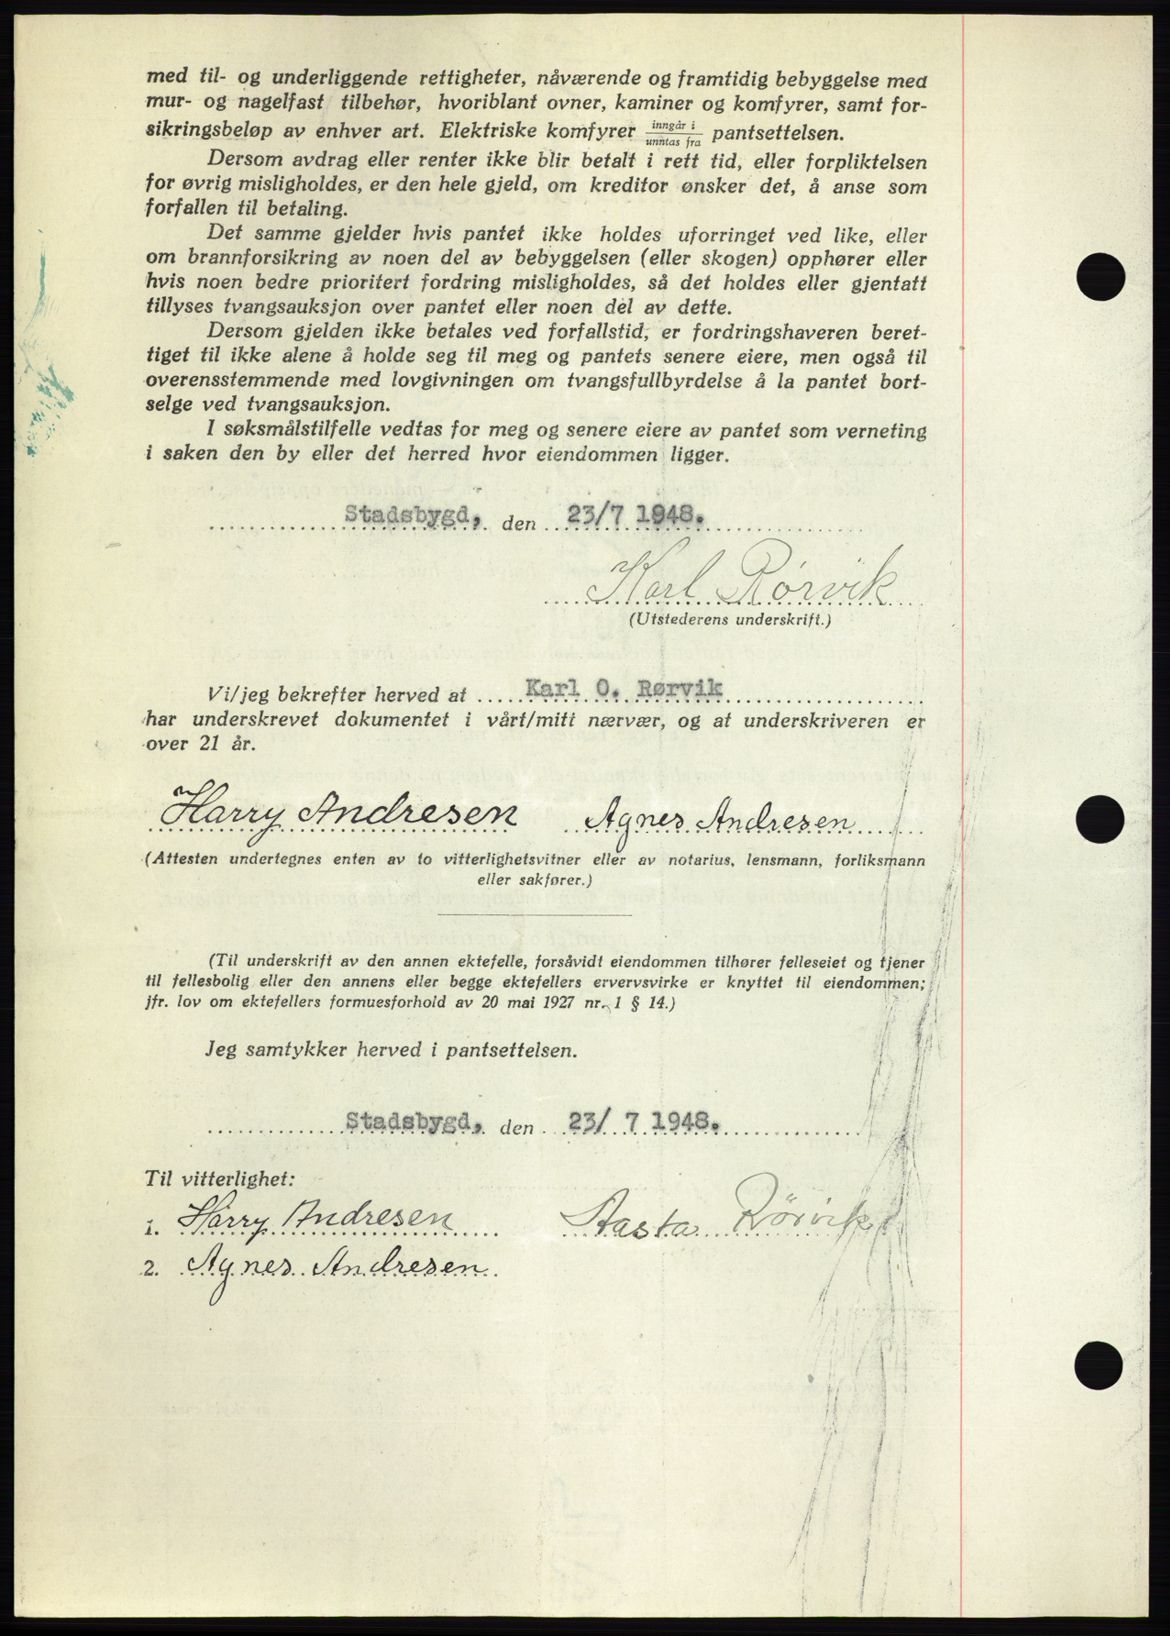 med til- og underliggende rettigheter, nåværende og framtidig bebyggelse med
mur- og nagelfast tilbehør, hvoriblant ovner, kaminer og komfyrer, samt for-
sikringsbeløp av enhver art. Elektriske komfyrer inngår i / unntas fra pantsettelsen.
Dersom avdrag eller renter ikke blir betalt i rett tid, eller forpliktelsen
for øvrig misligholdes, er den hele gjeld, om kreditor ønsker det, å anse som
forfallen til betaling.
Det samme gjelder hvis pantet ikke holdes uforringet ved like, eller
om brannforsikring av noen del av bebyggelsen (eller skogen) opphører eller
hvis noen bedre prioritert fordring misligholdes, så det holdes eller gjentatt
tillyses tvangsauksjon over pantet eller noen del av dette.
Dersom gjelden ikke betales ved forfallstid, er fordringshaveren beret-
tiget til ikke alene å holde seg til meg og pantets senere eiere, men også til
overensstemmende med lovgivningen om tvangsfullbyrdelse å la pantet bort-
selge ved tvangsauksjon.
I søksmålstilfelle vedtas for meg og senere eiere av pantet som verneting
i saken den by eller det herred hvor eiendommen ligger.
Stadsbygd, den 23/7 1948.
Karl Rørvik
(Utstederens underskrift.)
Vi/jeg bekrefter herved at Karl O. Rørvik
har underskrevet dokumentet i vårt/mitt nærvær, og at underskriveren er
over 21 år.
Harry Andresen Agnes Andresen
(Attesten undertegnes enten av to vitterlighetsvitner eller av notarius, lensmann, forliksmann
eller sakfører.)
(Til underskrift av den annen ektefelle, forsåvidt eiendommen tilhører felleseiet og tjener
til fellesbolig eller den annens eller begge ektefellers ervervsvirke er knyttet til eiendommen;
jfr. lov om ektefellers formuesforhold av 20 mai 1927 nr. 1 § 14.)
Jeg samtykker herved i pantsettelsen.
Stadsbygd, den 23/ 7 1948.
Til vitterlighet:
1. Harry Andresen Aasta Rörvik
2. Agnes Andresen